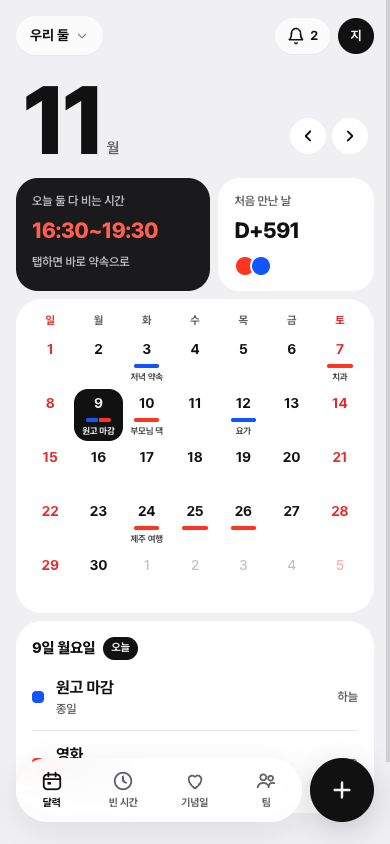 우리 둘
2
지
11월
오늘 둘 다 비는 시간
16:30~19:30
탭하면 바로 약속으로
처음 만난 날
D+591
일 월 화 수 목 금 토
1 2 3 4 5 6 7
저녁 약속 치과
8 9 10 11 12 13 14
원고 마감 부모님 댁 요가
15 16 17 18 19 20 21
22 23 24 25 26 27 28
제주 여행
29 30 1 2 3 4 5
9일 월요일 오늘
원고 마감
종일
하늘
영화
달력 빈 시간 기념일 팀